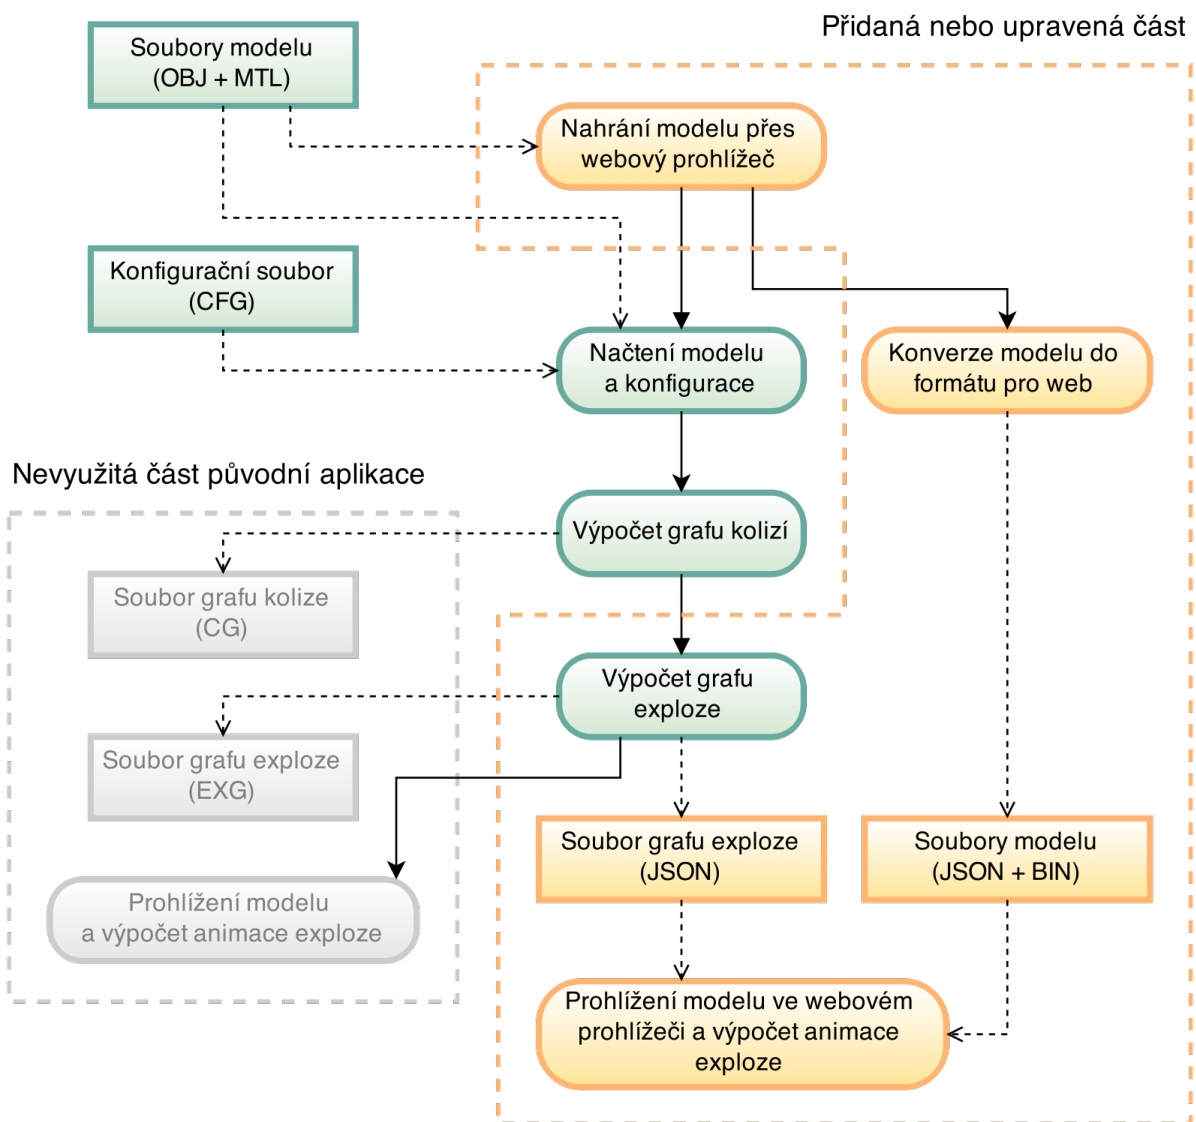 Přidaná nebo upravená část
Soubory modelu
(OBJ + MTL)
Nahrání modelu přes
webový prohlížeč
Konfigurační soubor
(CFG)
Načtení modelu
a konfigurace
Konverze modelu do
formátu pro web
Nevyužitá část původní aplikace
Výpočet grafu kolizí
Soubor grafu kolize
(CG)
Výpočet grafu
exploze
Soubor grafu exploze
(EXG)
Soubor grafu exploze
(JSON)
Soubory modelu
(JSON + BIN)
Prohlížení modelu
a výpočet animace exploze
Prohlížení modelu ve webovém
prohlížeči a výpočet animace
exploze